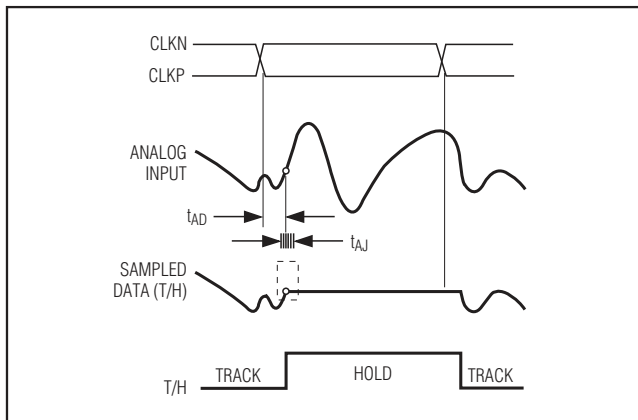 CLKN
CLKP
ANALOG
INPUT
tAD
tAJ
SAMPLED
DATA (T/H)
T/H
TRACK
HOLD
TRACK